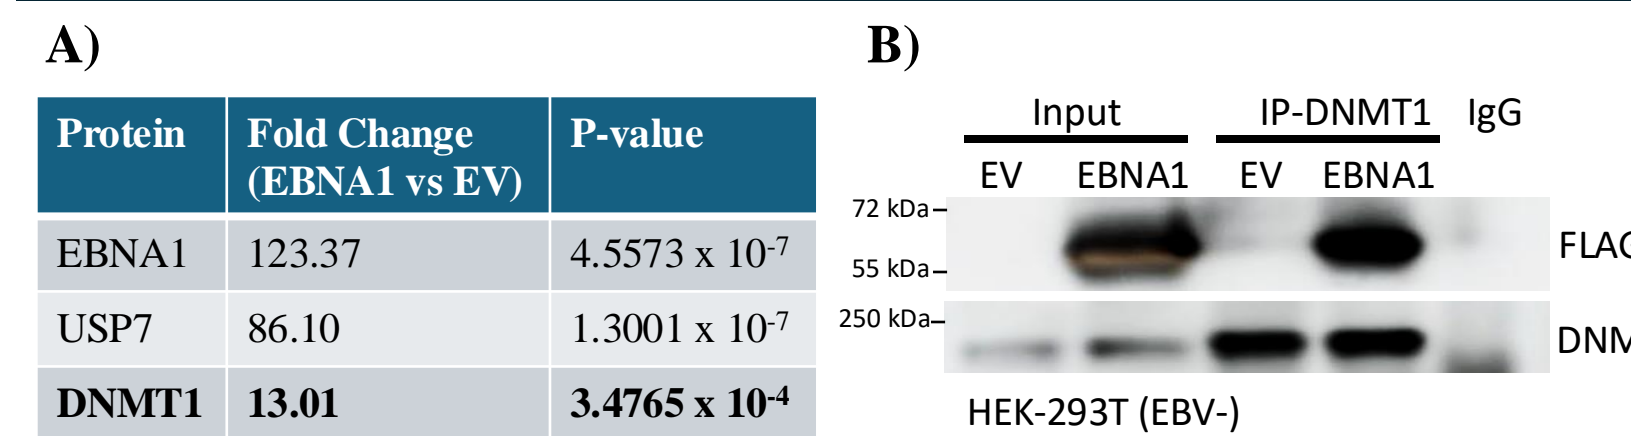 A)
Protein Fold Change (EBNA1 vs EV) P-value
EBNA1 123.37 4.5573 x 10⁻⁷
USP7 86.10 1.3001 x 10⁻⁷
DNMT1 13.01 3.4765 x 10⁻⁴
B)
Input IP-DNMT1 IgG
EV EBNA1 EV EBNA1
72 kDa
55 kDa
250 kDa
HEK-293T (EBV-)